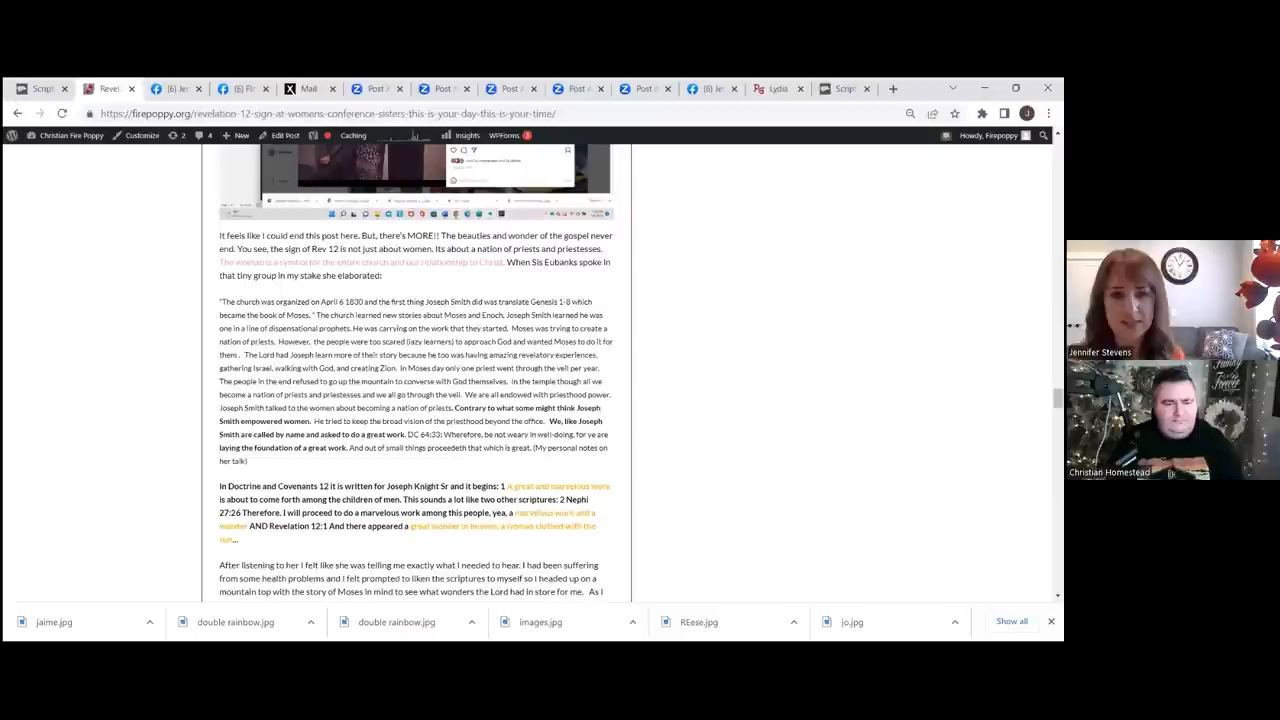 Script
Revel
(6) Jer
(6) Fir
Mail
Post
Post
Post
Post
Post
(6) Je
Lydia
Script
https://firepoppy.org/revelation-12-sign-at-womens-conference-sisters-this-is-your-day-this-is-your-time/
Christian Fire Poppy
Customize
2
4
New
Edit Post
Caching
Insights
WPForms
Howdy, Firepoppy
It feels like I could end this post here. But, there's MORE!! The beauties and wonder of the gospel never
end. You see, the sign of Rev 12 is not just about women. Its about a nation of priests and priestesses.
The woman is a symbol for the entire church and our relationship to Christ. When Sis Eubanks spoke in
that tiny group in my stake she elaborated:
"The church was organized on April 6 1830 and the first thing Joseph Smith did was translate Genesis 1-8 which
became the book of Moses. " The church learned new stories about Moses and Enoch. Joseph Smith learned he was
one in a line of dispensational prophets. He was carrying on the work that they started. Moses was trying to create a
nation of priests. However, the people were too scared (lazy learners) to approach God and wanted Moses to do it for
them. The Lord had Joseph learn more of their story because he too was having amazing revelatory experiences,
gathering Israel, walking with God, and creating Zion. In Moses day only one priest went through the veil per year.
The people in the end refused to go up the mountain to converse with God themselves. In the temple though all we
become a nation of priests and priestesses and we all go through the veil. We are all endowed with priesthood power.
Joseph Smith talked to the women about becoming a nation of priests. Contrary to what some might think Joseph
Smith empowered women. He tried to keep the broad vision of the priesthood beyond the office. We, like Joseph
Smith are called by name and asked to do a great work. DC 64:33: Wherefore, be not weary in well-doing, for ye are
laying the foundation of a great work. And out of small things proceedeth that which is great. (My personal notes on
her talk)
In Doctrine and Covenants 12 it is written for Joseph Knight Sr and it begins: 1 A great and marvelous work
is about to come forth among the children of men. This sounds a lot like two other scriptures: 2 Nephi
27:26 Therefore. I will proceed to do a marvelous work among this people, yea, a marvelous work and a
wonder AND Revelation 12:1 And there appeared a great wonder in heaven; a woman clothed with the
sun...
After listening to her I felt like she was telling me exactly what I needed to hear. I had been suffering
from some health problems and I felt prompted to liken the scriptures to myself so I headed up on a
mountain top with the story of Moses in mind to see what wonders the Lord had in store for me. As I
jaime.jpg
double rainbow.jpg
double rainbow.jpg
images.jpg
REese.jpg
jo.jpg
Show all
Jennifer Stevens
Family
Forever
Christian Homestead